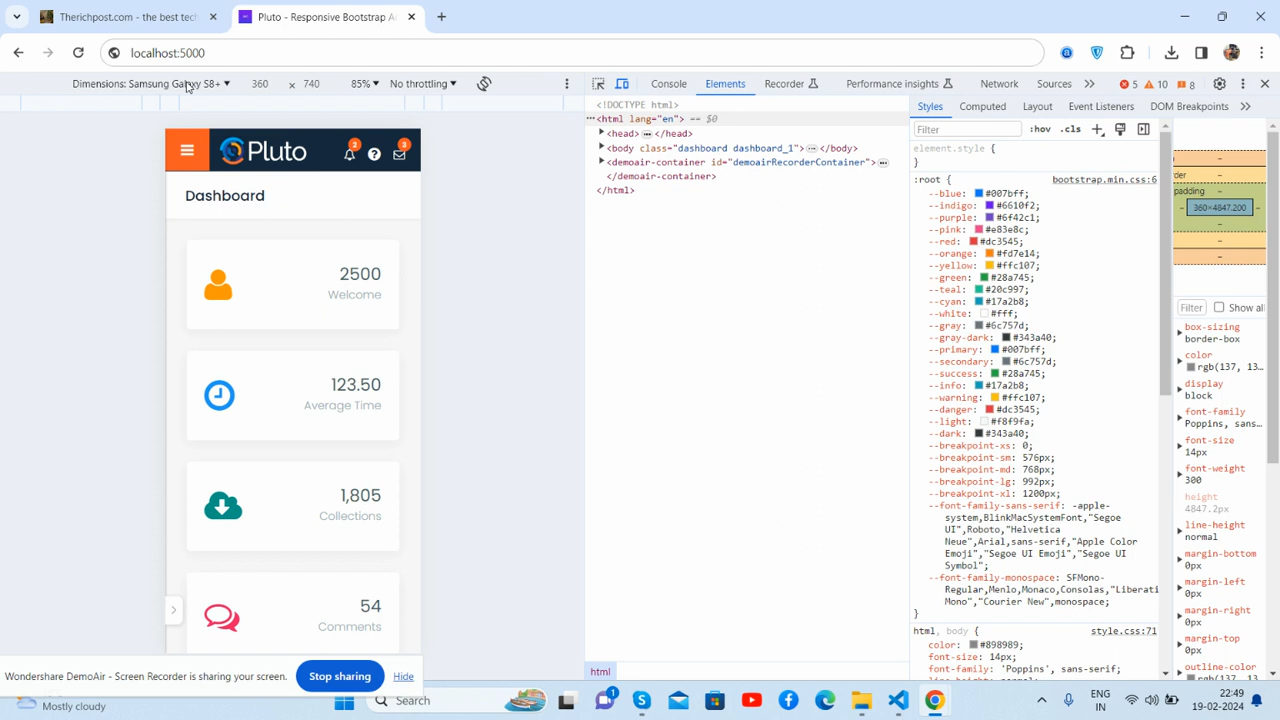 Therichpost.com - the best tech
Pluto - Responsive Bootstrap Ad
localhost:5000
Dimensions: Samsung Galaxy S8+
360 × 740
85%
No throttling
Console
Elements
Recorder
Performance insights
Network
Sources
5
10
8
Pluto
2
3
Dashboard
2500
Welcome
123.50
Average Time
1,805
Collections
54
Comments
<!DOCTYPE html>
<html lang="en"> == $0
<head> </head>
<body class="dashboard dashboard_1"> </body>
<demoair-container id="demoairRecorderContainer">
</demoair-container>
</html>
html
Styles
Computed
Layout
Event Listeners
DOM Breakpoints
Filter
:hov .cls
element.style {
}
:root { bootstrap.min.css:6
--blue: #007bff;
--indigo: #6610f2;
--purple: #6f42c1;
--pink: #e83e8c;
--red: #dc3545;
--orange: #fd7e14;
--yellow: #ffc107;
--green: #28a745;
--teal: #20c997;
--cyan: #17a2b8;
--white: #fff;
--gray: #6c757d;
--gray-dark: #343a40;
--primary: #007bff;
--secondary: #6c757d;
--success: #28a745;
--info: #17a2b8;
--warning: #ffc107;
--danger: #dc3545;
--light: #f8f9fa;
--dark: #343a40;
--breakpoint-xs: 0;
--breakpoint-sm: 576px;
--breakpoint-md: 768px;
--breakpoint-lg: 992px;
--breakpoint-xl: 1200px;
--font-family-sans-serif: -apple-
system,BlinkMacSystemFont,"Segoe
UI",Roboto,"Helvetica
Neue",Arial,sans-serif,"Apple Color
Emoji","Segoe UI Emoji","Segoe UI
Symbol";
--font-family-monospace: SFMono-
Regular,Menlo,Monaco,Consolas,"Liberati
Mono","Courier New",monospace;
}
html, body { style.css:71
color: #898989;
font-size: 14px;
font-family: 'Poppins', sans-serif;
rder
padding
360×4847.200
Filter
Show all
box-sizing
border-box
color
rgb(137, 13…
display
block
font-family
Poppins, sans…
font-size
14px
font-weight
300
height
4847.2px
line-height
normal
margin-bottom
0px
margin-left
0px
margin-right
0px
margin-top
0px
outline-color
Wondershare DemoAir - Screen Recorder is sharing your screen.
Stop sharing
Hide
Mostly cloudy
Search
1
ENG
IN
22:49
19-02-2024